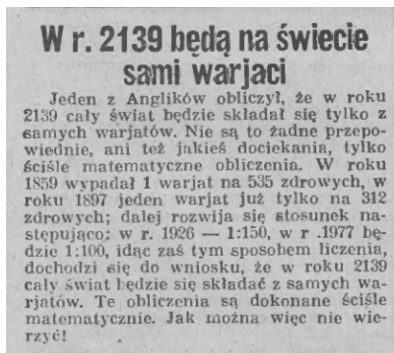 W r. 2139 będą na świecie
sami warjaci
Jeden z Anglików obliczył, że w roku
2139 cały świat będzie składał się tylko z
samych warjatów. Nie są to żadne przepo-
wiednie, ani też jakieś dociekania, tylko
ściśle matematyczne obliczenia. W roku
1859 wypadał 1 warjat na 535 zdrowych, w
roku 1897 jeden warjat już tylko na 312
zdrowych; dalej rozwija się stosunek na-
stępująco: w r. 1926 — 1:150, w r .1977 bę-
dzie 1:100, idąc zaś tym sposobem liczenia,
dochodzi się do wniosku, że w roku 2139
cały świat będzie się składać z samych wa-
rjatów. Te obliczenia są dokonane ściśle
matematycznie. Jak można więc nie wie-
rzyć!